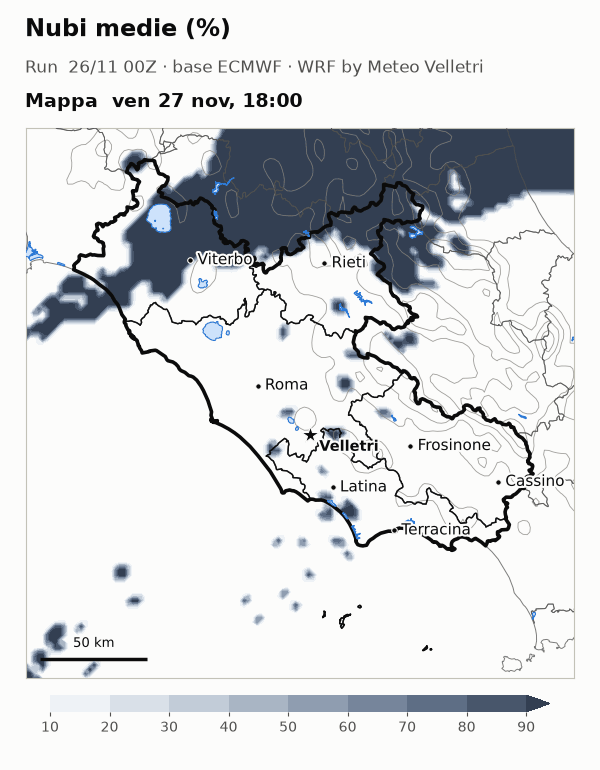 Nubi medie (%)
Run  26/11 00Z · base ECMWF · WRF by Meteo Velletri
Mappa  ven 27 nov, 18:00
Viterbo
Rieti
Roma
Velletri
Frosinone
Cassino
Latina
Terracina
50 km
10 20 30 40 50 60 70 80 90